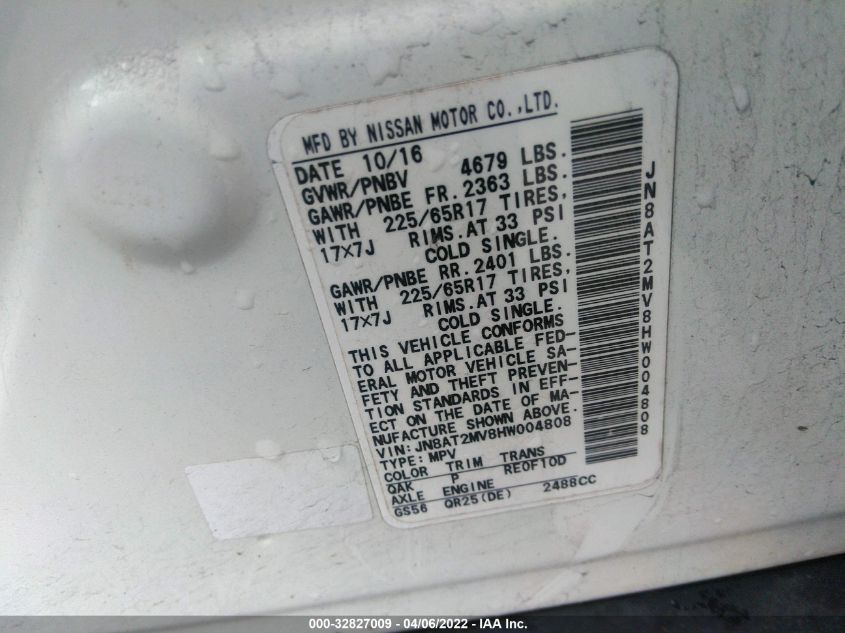 MFD BY NISSAN MOTOR CO.,LTD.
DATE 10/16
GVWR/PNBV 4679 LBS.
GAWR/PNBE FR. 2363 LBS.
WITH 225/65R17 TIRES,
17X7J RIMS.AT 33 PSI
COLD SINGLE.
GAWR/PNBE RR. 2401 LBS.
WITH 225/65R17 TIRES,
17X7J RIMS.AT 33 PSI
COLD SINGLE.
THIS VEHICLE CONFORMS
TO ALL APPLICABLE FED-
ERAL MOTOR VEHICLE SA-
FETY AND THEFT PREVEN-
TION STANDARDS IN EFF-
ECT ON THE DATE OF MA-
NUFACTURE SHOWN ABOVE.
VIN: JN8AT2MV8HW004808
TYPE: MPV
COLOR TRIM TRANS
QAK P RE0F10D
AXLE ENGINE
GS56 QR25(DE) 2488CC
JN8AT2MV8HW004808
000-32827009 - 04/06/2022 - IAA Inc.